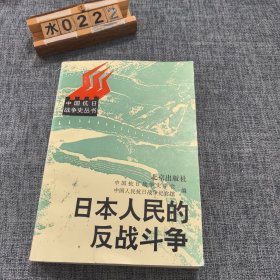 水0222
中国抗日
战争史丛书
北京出版社
中国抗日战争史学会
中国人民抗日战争纪念馆 编
日本人民的
反战斗争